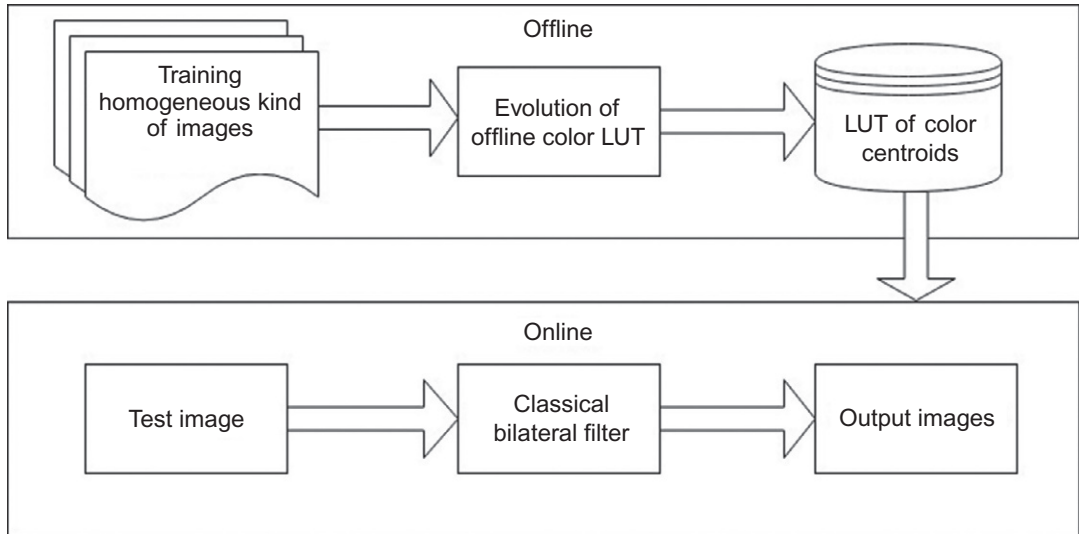 Offline
Training
homogeneous kind
of images
Evolution of
offline color LUT
LUT of color
centroids
Online
Test image
Classical
bilateral filter
Output images